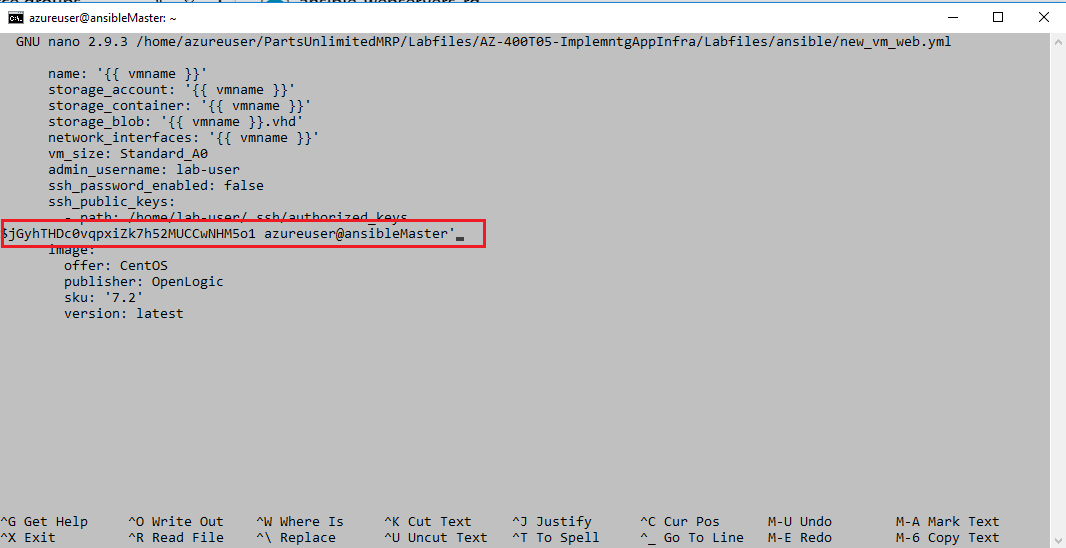 azureuser@ansibleMaster: ~
GNU nano 2.9.3 /home/azureuser/PartsUnlimitedMRP/Labfiles/AZ-400T05-ImplemntgAppInfra/Labfiles/ansible/new_vm_web.yml
name: '{{ vmname }}'
storage_account: '{{ vmname }}'
storage_container: '{{ vmname }}'
storage_blob: '{{ vmname }}.vhd'
network_interfaces: '{{ vmname }}'
vm_size: Standard_A0
admin_username: lab-user
ssh_password_enabled: false
ssh_public_keys:
- path: /home/lab-user/.ssh/authorized_keys
$jGyhTHDc0vqpxiZk7h52MUCCwNHM5o1 azureuser@ansibleMaster'
image:
offer: CentOS
publisher: OpenLogic
sku: '7.2'
version: latest
^G Get Help ^O Write Out ^W Where Is ^K Cut Text ^J Justify ^C Cur Pos M-U Undo M-A Mark Text
^X Exit ^R Read File ^\ Replace ^U Uncut Text ^T To Spell ^_ Go To Line M-E Redo M-6 Copy Text